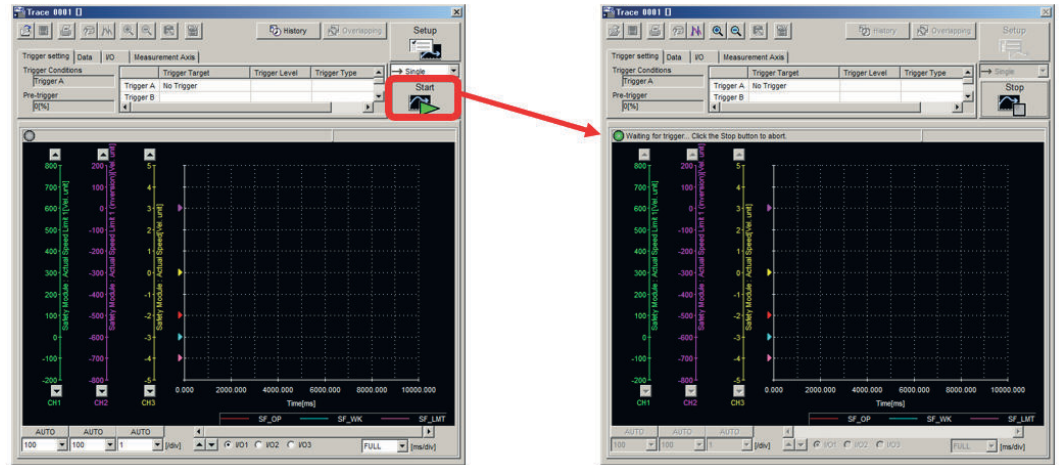 Trace 0001 []
History
Overlapping
Setup
Trigger setting
Data
I/O
Measurement Axis
Trigger Conditions
Trigger A
Pre-trigger
0[%]
Trigger Target
Trigger Level
Trigger Type
Trigger A
No Trigger
Trigger B
Single
Start
800
700
600
500
400
300
200
100
0
-100
-200
Safety Module : Actual Speed Limit 1[Vel. unit]
CH1
200
100
0
-100
-200
-300
-400
-500
-600
-700
-800
Safety Module : Actual Speed Limit 1 (Inversion)[Vel. unit]
CH2
5
4
3
2
1
0
-1
-2
-3
-4
-5
Safety Module : Actual Speed[Vel. unit]
CH3
0.000 2000.000 4000.000 6000.000 8000.000 10000.000
Time[ms]
SF_OP SF_WK SF_LMT
AUTO AUTO AUTO
100 100 1 [/div] I/O1 I/O2 I/O3 FULL [ms/div]
Trace 0001 []
History
Overlapping
Setup
Trigger setting
Data
I/O
Measurement Axis
Trigger Conditions
Trigger A
Pre-trigger
0[%]
Trigger Target
Trigger Level
Trigger Type
Trigger A
No Trigger
Trigger B
Single
Stop
Waiting for trigger... Click the Stop button to abort.
800
700
600
500
400
300
200
100
0
-100
-200
Safety Module : Actual Speed Limit 1[Vel. unit]
CH1
200
100
0
-100
-200
-300
-400
-500
-600
-700
-800
Safety Module : Actual Speed Limit 1 (Inversion)[Vel. unit]
CH2
5
4
3
2
1
0
-1
-2
-3
-4
-5
Safety Module : Actual Speed[Vel. unit]
CH3
0.000 2000.000 4000.000 6000.000 8000.000 10000.000
Time[ms]
SF_OP SF_WK SF_LMT
AUTO AUTO AUTO
100 100 1 [/div] I/O1 I/O2 I/O3 FULL [ms/div]